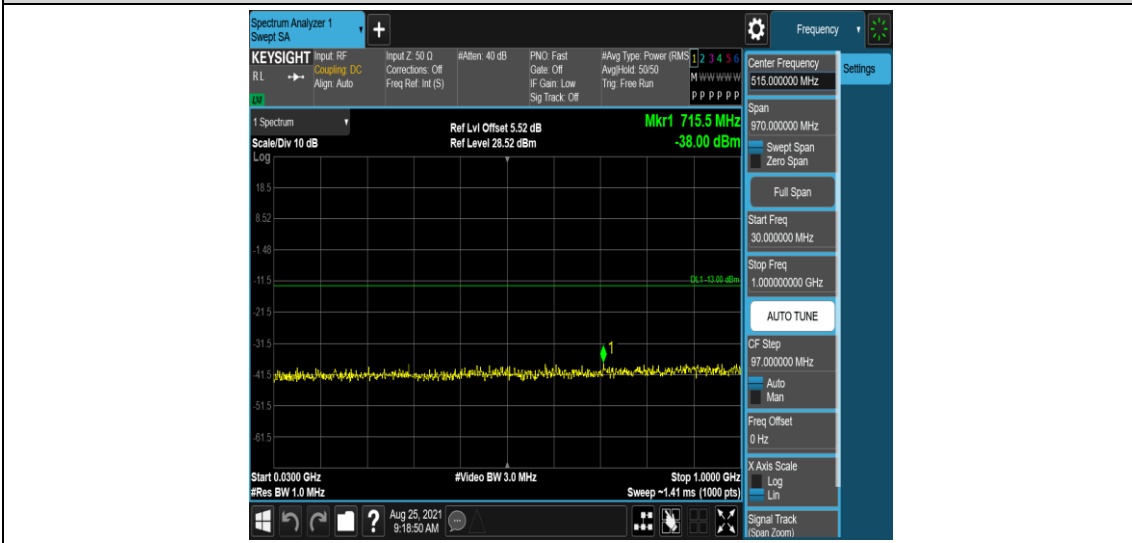 Spectrum Analyzer 1
Swept SA
+
Frequency
KEYSIGHT
RL
LXI
Input: RF
Coupling: DC
Align: Auto
Input Z: 50 Ω
Corrections: Off
Freq Ref: Int (S)
#Atten: 40 dB
PNO: Fast
Gate: Off
IF Gain: Low
Sig Track: Off
#Avg Type: Power (RMS
Avg|Hold: 50/50
Trig: Free Run
1 2 3 4 5 6
M W W W W W
P P P P P P
1 Spectrum
Scale/Div 10 dB
Ref Lvl Offset 5.52 dB
Ref Level 28.52 dBm
Mkr1 715.5 MHz
-38.00 dBm
Log
18.5
8.52
-1.48
-11.5
-21.5
-31.5
-41.5
-51.5
-61.5
DL1 -13.00 dBm
1
Start 0.0300 GHz
#Res BW 1.0 MHz
#Video BW 3.0 MHz
Stop 1.0000 GHz
Sweep ~1.41 ms (1000 pts)
?
Aug 25, 2021
9:18:50 AM
Center Frequency
515.000000 MHz
Settings
Span
970.000000 MHz
Swept Span
Zero Span
Full Span
Start Freq
30.000000 MHz
Stop Freq
1.000000000 GHz
AUTO TUNE
CF Step
97.000000 MHz
Auto
Man
Freq Offset
0 Hz
X Axis Scale
Log
Lin
Signal Track
(Span Zoom)